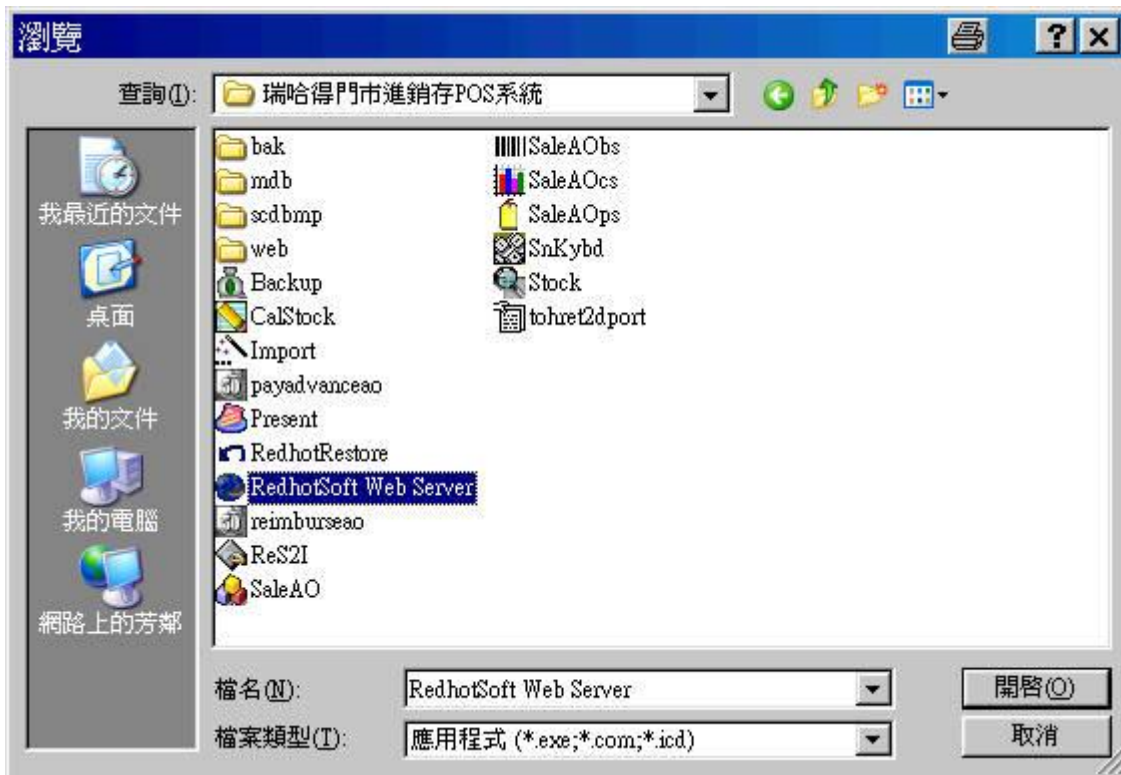 瀏覽
查詢(I): 瑞哈得門市進銷存POS系統
我最近的文件
桌面
我的文件
我的電腦
網路上的芳鄰
bak
mdb
scdbmp
web
Backup
CalStock
Import
payadvanceao
Present
RedhotRestore
RedhotSoft Web Server
reimburseao
ReS2I
SaleAO
SaleAObs
SaleAOcs
SaleAOps
SnKybd
Stock
tohret2dport
檔名(N): RedhotSoft Web Server 開啓(O)
檔案類型(T): 應用程式 (*.exe;*.com;*.icd) 取消